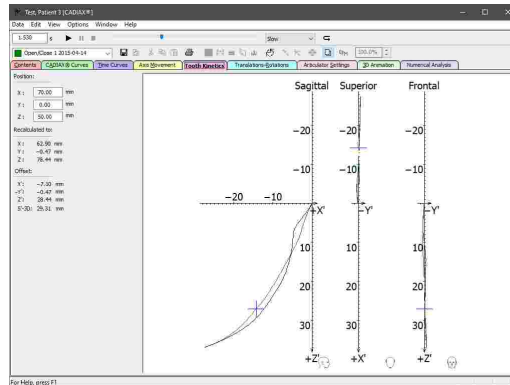 Test, Patient 3 [CADIAX®]
Data Edit View Options Window Help
1.530 s Slow
Open/Close 1 2015-04-14 100.0%
Contents CADIAX® Curves Time Curves Axis Movement Tooth Kinetics Translations-Rotations Articulator Settings 3D Animation Numerical Analysis
Position:
X: 70.00 mm
Y: 0.00 mm
Z: 50.00 mm
Recalculated to:
X: 62.90 mm
Y: -0.47 mm
Z: 78.44 mm
Offset:
X': -7.10 mm
-Y': -0.47 mm
Z': 28.44 mm
S'-3D: 29.31 mm
Sagittal Superior Frontal
-20 -20 -20
-10 -10 -10
-20 -10
+X' -Y' -Y'
10 10 10
20 20 20
30 30 30
+Z' +X' +Z'
For Help, press F1